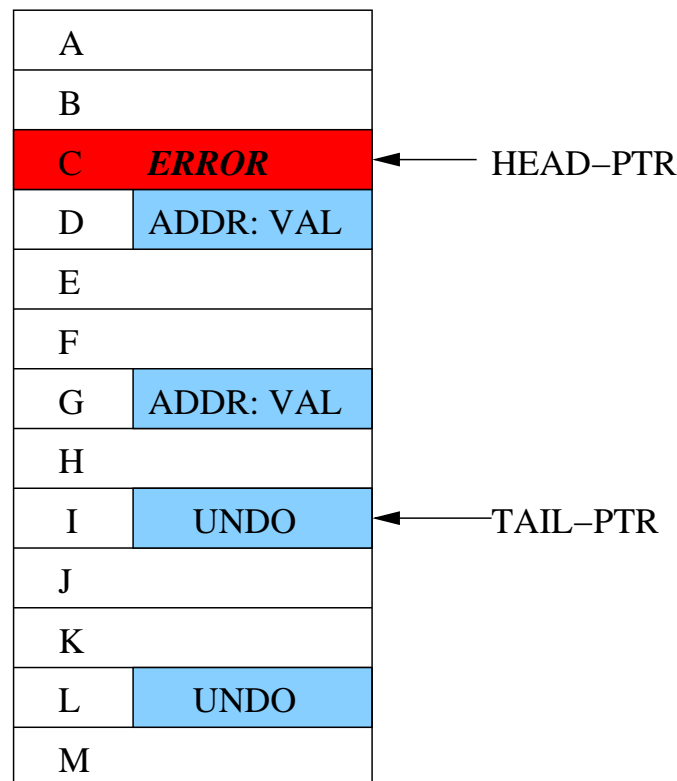 A
B
C ERROR HEAD−PTR
D ADDR: VAL
E
F
G ADDR: VAL
H
I UNDO TAIL−PTR
J
K
L UNDO
M